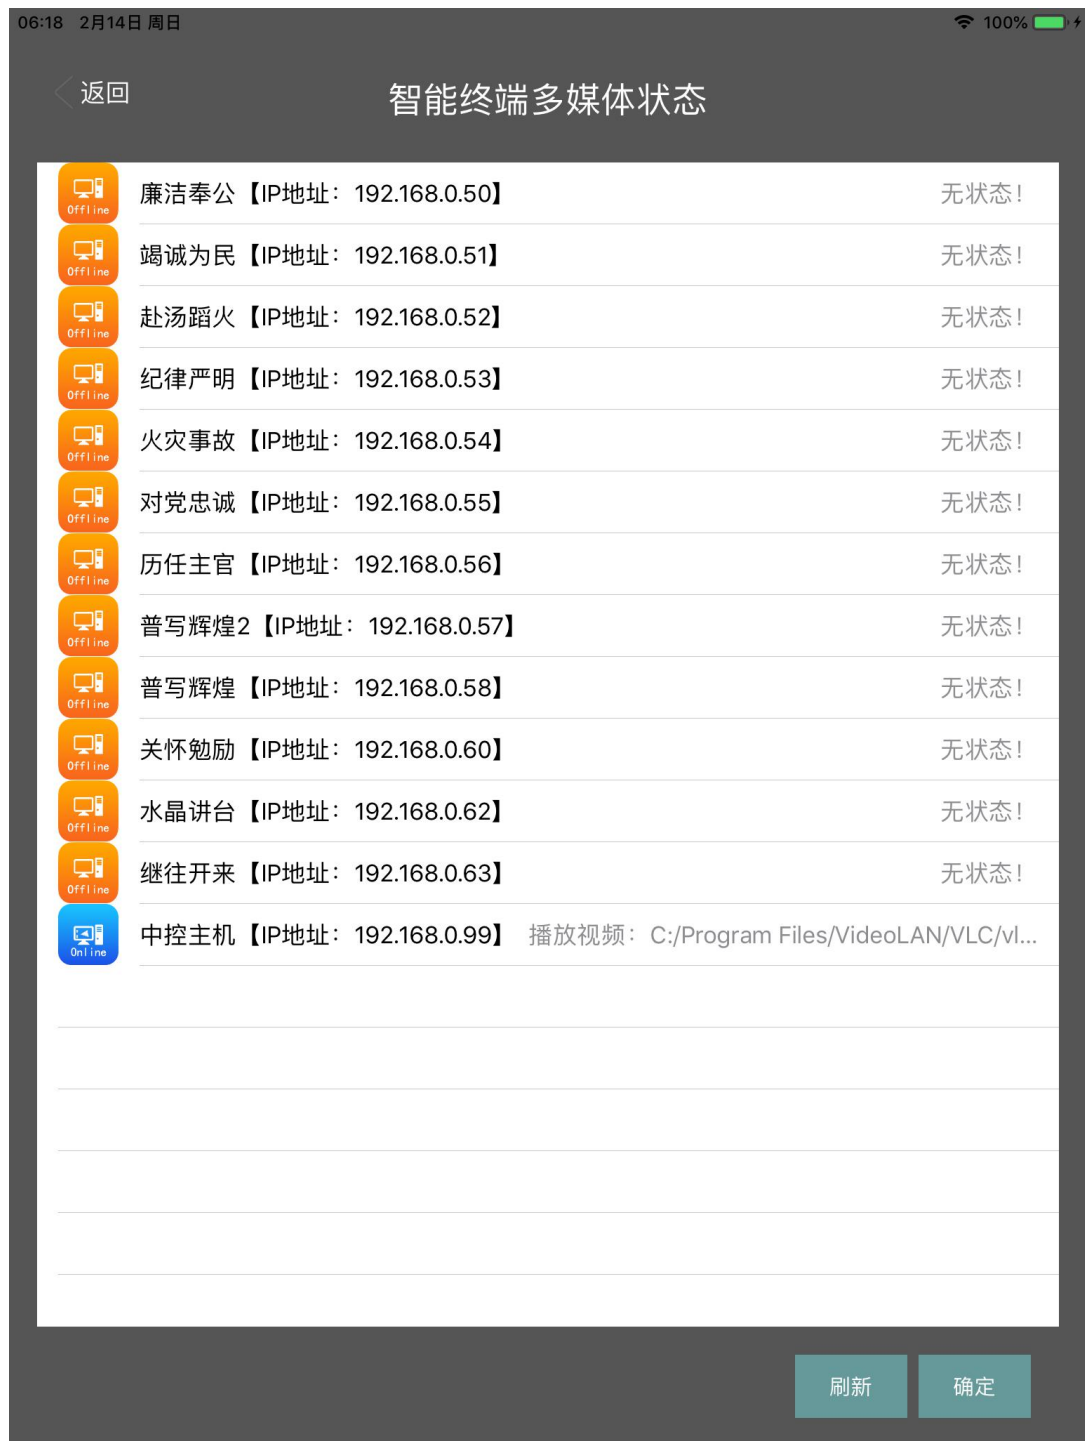 06:18 2月14日 周日 100%
返回
智能终端多媒体状态
Offline 廉洁奉公【IP地址：192.168.0.50】 无状态！
Offline 竭诚为民【IP地址：192.168.0.51】 无状态！
Offline 赴汤蹈火【IP地址：192.168.0.52】 无状态！
Offline 纪律严明【IP地址：192.168.0.53】 无状态！
Offline 火灾事故【IP地址：192.168.0.54】 无状态！
Offline 对党忠诚【IP地址：192.168.0.55】 无状态！
Offline 历任主官【IP地址：192.168.0.56】 无状态！
Offline 普写辉煌2【IP地址：192.168.0.57】 无状态！
Offline 普写辉煌【IP地址：192.168.0.58】 无状态！
Offline 关怀勉励【IP地址：192.168.0.60】 无状态！
Offline 水晶讲台【IP地址：192.168.0.62】 无状态！
Offline 继往开来【IP地址：192.168.0.63】 无状态！
Online 中控主机【IP地址：192.168.0.99】 播放视频：C:/Program Files/VideoLAN/VLC/vl...
刷新 确定